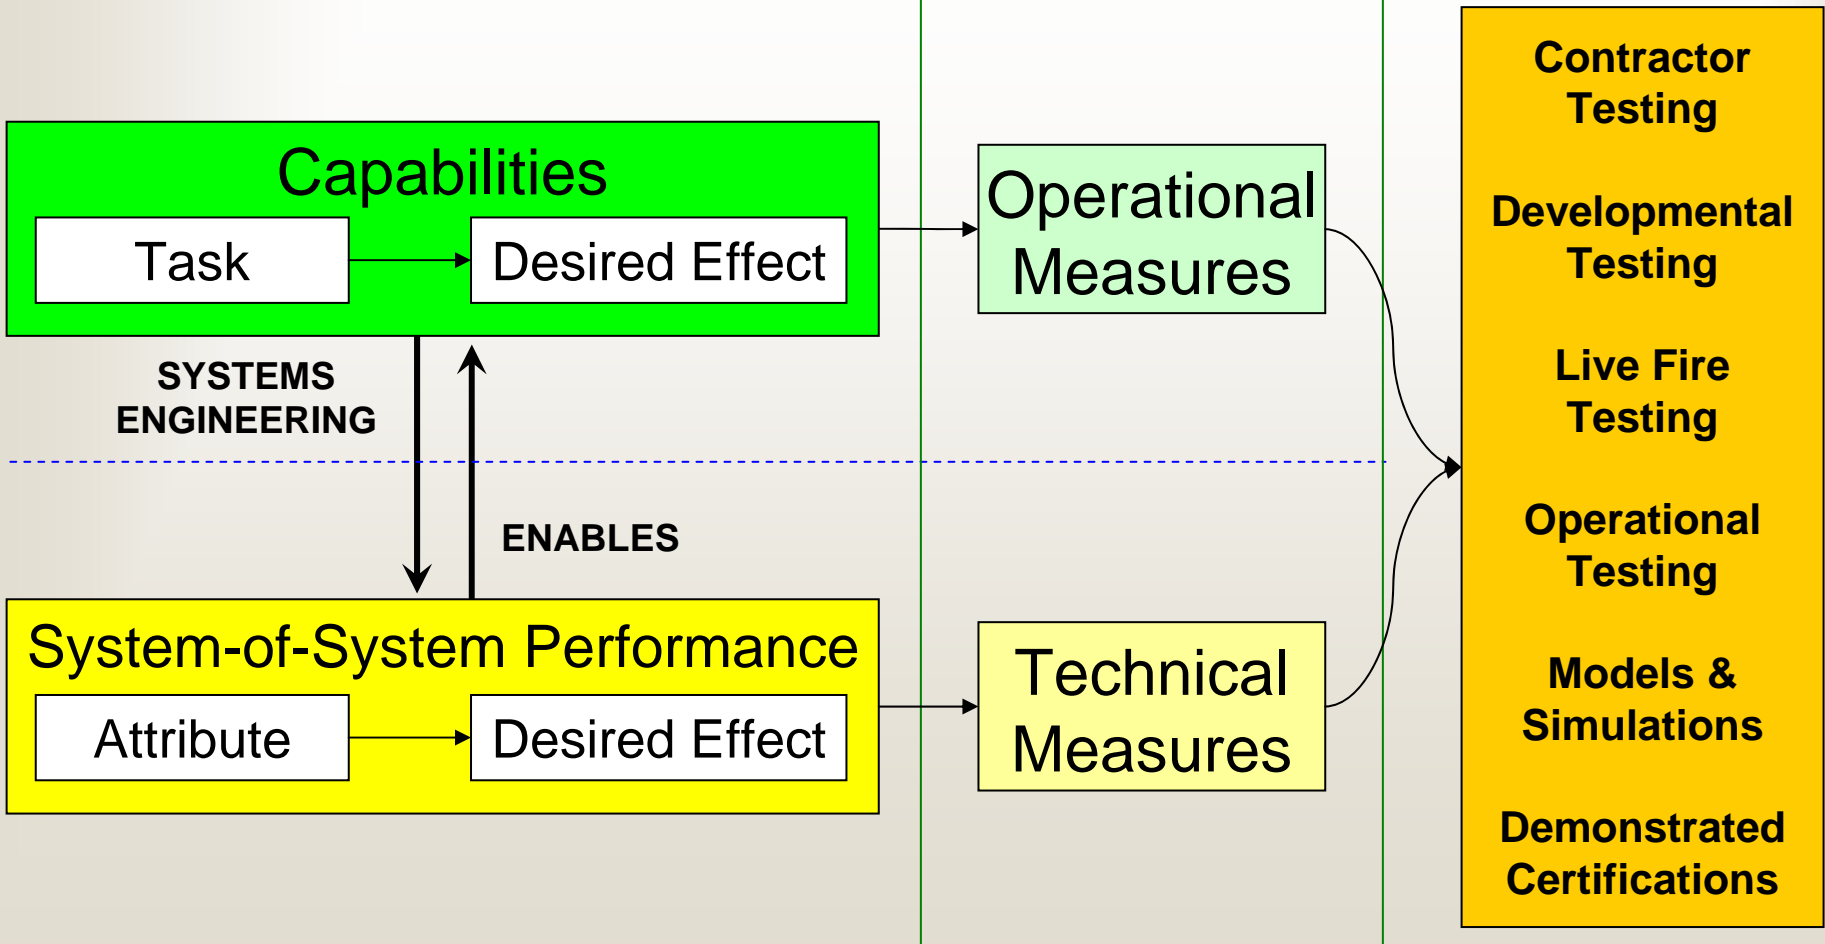 Capabilities
Task
Desired Effect
SYSTEMS
ENGINEERING
ENABLES
System-of-System Performance
Attribute
Desired Effect
Operational
Measures
Technical
Measures
Contractor
Testing
Developmental
Testing
Live Fire
Testing
Operational
Testing
Models &
Simulations
Demonstrated
Certifications